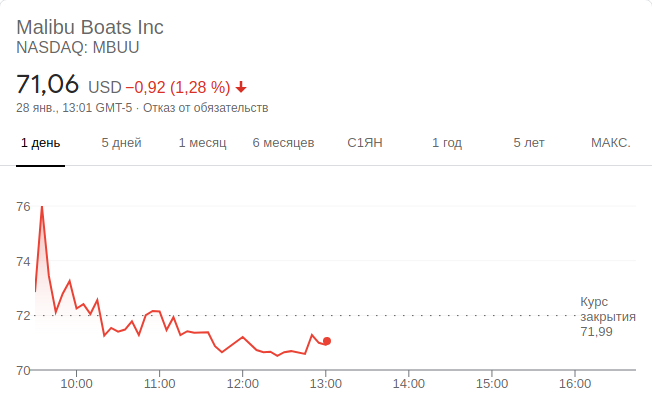 Malibu Boats Inc
NASDAQ: MBUU
71,06 USD −0,92 (1,28 %)
28 янв., 13:01 GMT-5 · Отказ от обязательств
1 день 5 дней 1 месяц 6 месяцев С1ЯН 1 год 5 лет МАКС.
76
74
72
70
Курс
закрытия
71,99
10:00 11:00 12:00 13:00 14:00 15:00 16:00